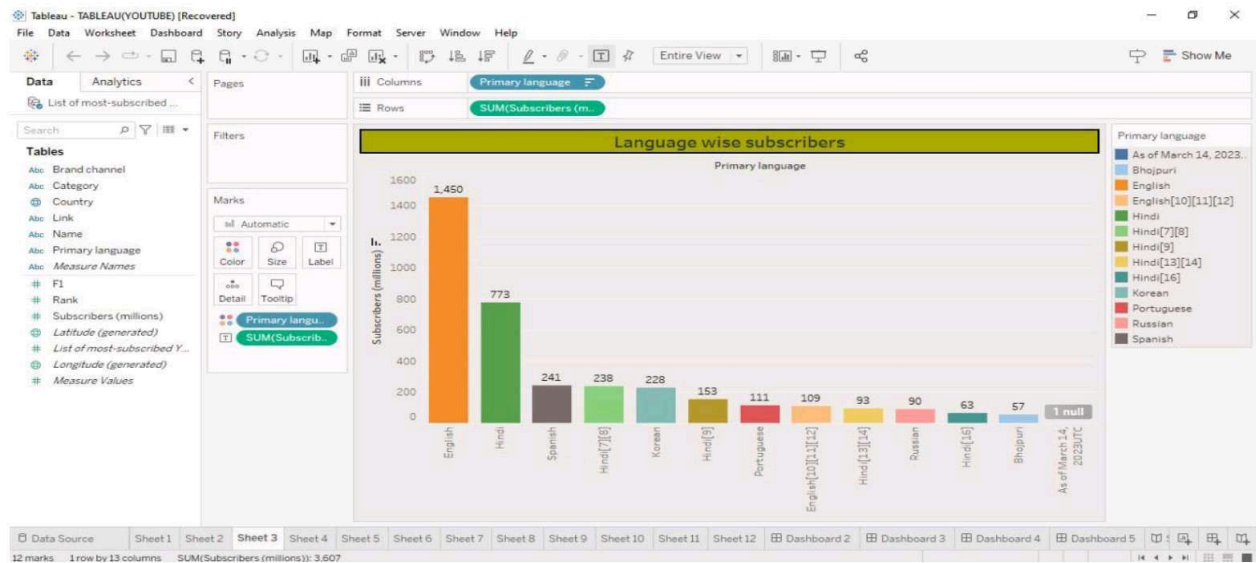 Tableau - TABLEAU(YOUTUBE) [Recovered]
File Data Worksheet Dashboard Story Analysis Map Format Server Window Help
Entire View
Show Me
Data Analytics
List of most-subscribed ...
Search
Tables
Abc Brand channel
Abc Category
Country
Abc Link
Abc Name
Abc Primary language
Abc Measure Names
# F1
# Rank
# Subscribers (millions)
Latitude (generated)
# List of most-subscribed Y...
Longitude (generated)
# Measure Values
Pages
Filters
Marks
Automatic
Color Size Label
Detail Tooltip
Primary langu..
SUM(Subscrib..
Columns
Primary language
Rows
SUM(Subscribers (m..
Language wise subscribers
Primary language
Subscribers (millions)
1600
1400
1200
1000
800
600
400
200
0
1,450
773
241
238
228
153
111
109
93
90
63
57
1 null
English
Hindi
Spanish
Hindi[7][8]
Korean
Hindi[9]
Portuguese
English[10][11][12]
Hindi[13][14]
Russian
Hindi[16]
Bhojpuri
As of March 14,
2023UTC
Primary language
As of March 14, 2023..
Bhojpuri
English
English[10][11][12]
Hindi
Hindi[7][8]
Hindi[9]
Hindi[13][14]
Hindi[16]
Korean
Portuguese
Russian
Spanish
Data Source Sheet 1 Sheet 2 Sheet 3 Sheet 4 Sheet 5 Sheet 6 Sheet 7 Sheet 8 Sheet 9 Sheet 10 Sheet 11 Sheet 12 Dashboard 2 Dashboard 3 Dashboard 4 Dashboard 5
12 marks 1 row by 13 columns SUM(Subscribers (millions)): 3,607